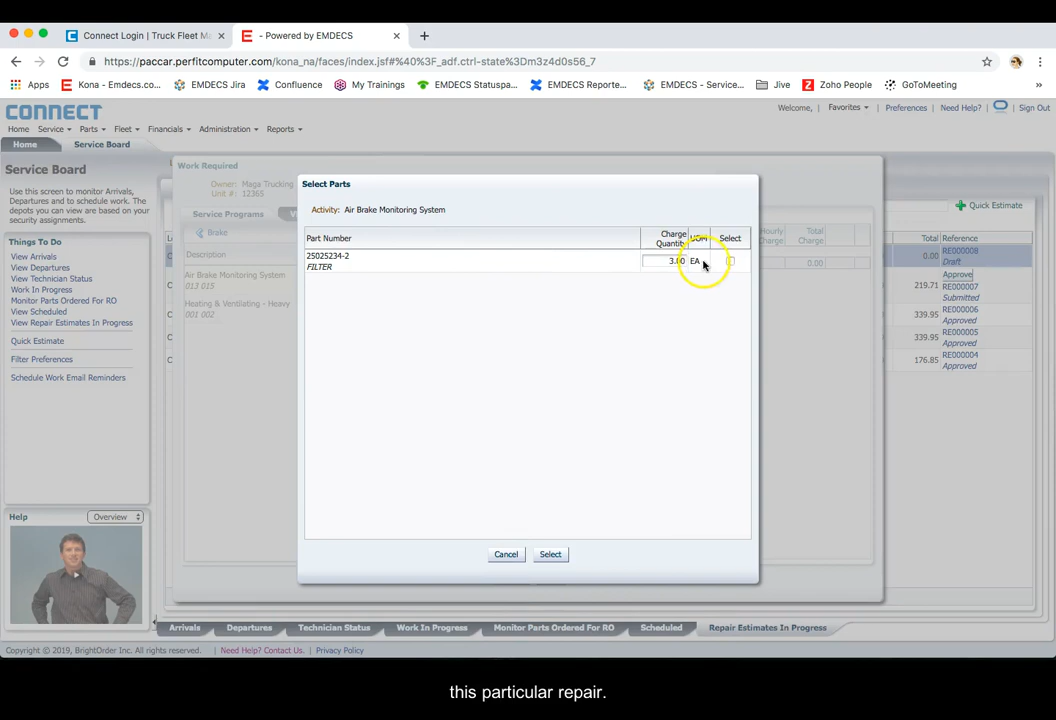 Connect Login | Truck Fleet Ma
- Powered by EMDECS
https://paccar.perfitcomputer.com/kona_na/faces/index.jsf#%40%3F_adf.ctrl-state%3Dm3z4d0s56_7
Apps Kona - Emdecs.co... EMDECS Jira Confluence My Trainings EMDECS Statuspa... EMDECS Reporte... EMDECS - Service... Jive Zoho People GoToMeeting »
CONNECT
Welcome, Favorites Preferences Need Help? Sign Out
Home Service Parts Fleet Financials Administration Reports
Home Service Board
Service Board
Use this screen to monitor Arrivals,
Departures and to schedule work. The
depots you can view are based on your
security assignments.
Things To Do
View Arrivals
View Departures
View Technician Status
Work In Progress
Monitor Parts Ordered For RO
View Scheduled
View Repair Estimates In Progress
Quick Estimate
Filter Preferences
Schedule Work Email Reminders
Help Overview
Work Required
Owner: Maga Trucking
Unit #: 12365
Service Programs
Brake
Description
Air Brake Monitoring System
013 015
Heating & Ventilating - Heavy
001 002
Select Parts
Activity: Air Brake Monitoring System
Part Number Charge Quantity UOM Select
25025234-2 3.00 EA
FILTER
Cancel Select
Hourly Charge Total Charge
0.00
Quick Estimate
Total Reference
0.00 RE000008
Draft
Approve
219.71 RE000007
Submitted
339.95 RE000006
Approved
339.95 RE000005
Approved
176.85 RE000004
Approved
Arrivals Departures Technician Status Work In Progress Monitor Parts Ordered For RO Scheduled Repair Estimates In Progress
Copyright © 2019, BrightOrder Inc. All rights reserved. Need Help? Contact Us. Privacy Policy
this particular repair.